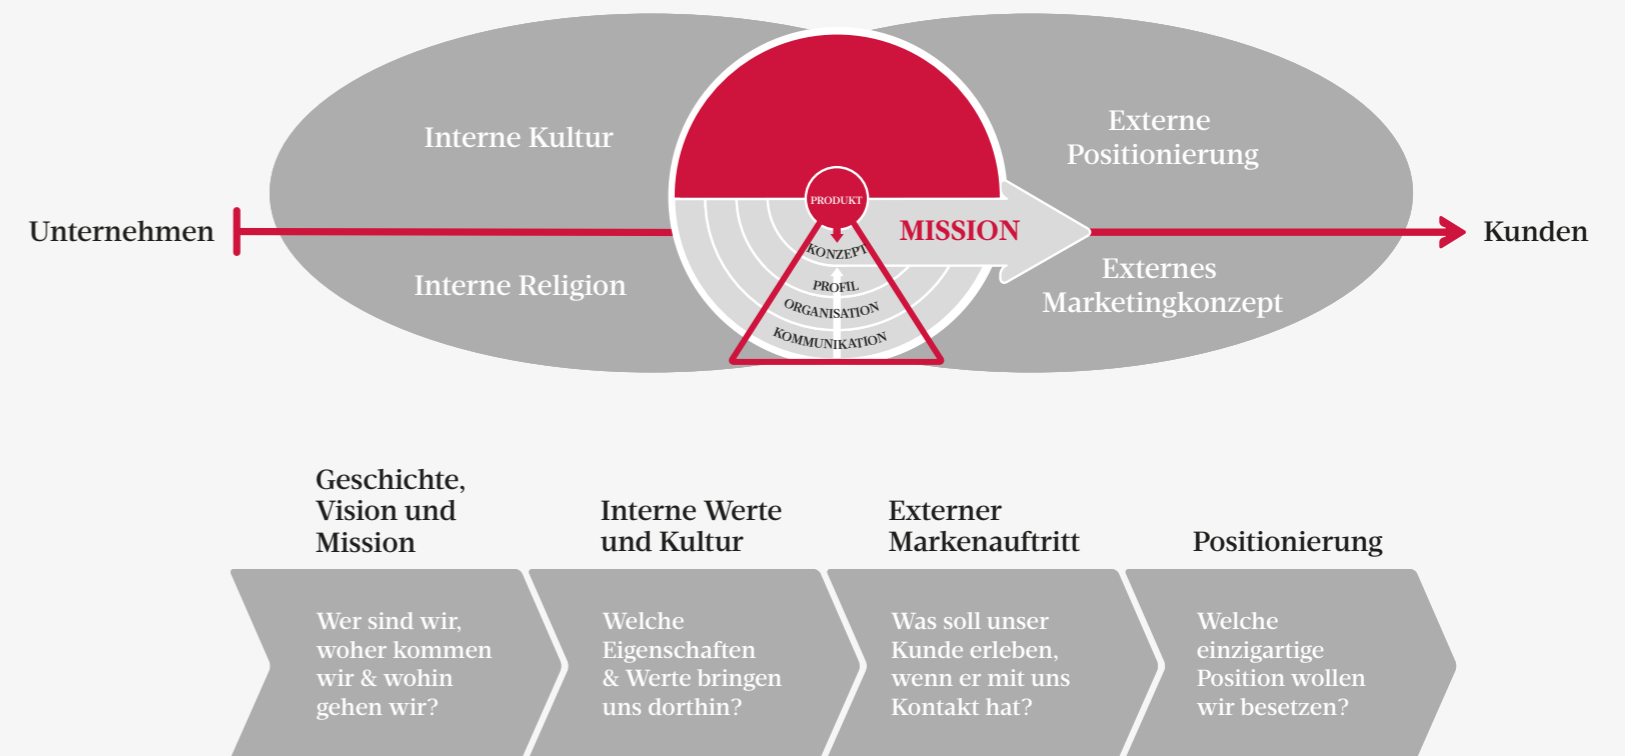 Interne Kultur
Externe
Positionierung
PRODUKT
Unternehmen
MISSION
Kunden
KONZEPT
Interne Religion
Externes
Marketingkonzept
PROFIL
ORGANISATION
KOMMUNIKATION
Geschichte,
Vision und
Mission
Interne Werte
und Kultur
Externer
Markenauftritt
Positionierung
Wer sind wir,
woher kommen
wir & wohin
gehen wir?
Welche
Eigenschaften
& Werte bringen
uns dorthin?
Was soll unser
Kunde erleben,
wenn er mit uns
Kontakt hat?
Welche
einzigartige
Position wollen
wir besetzen?